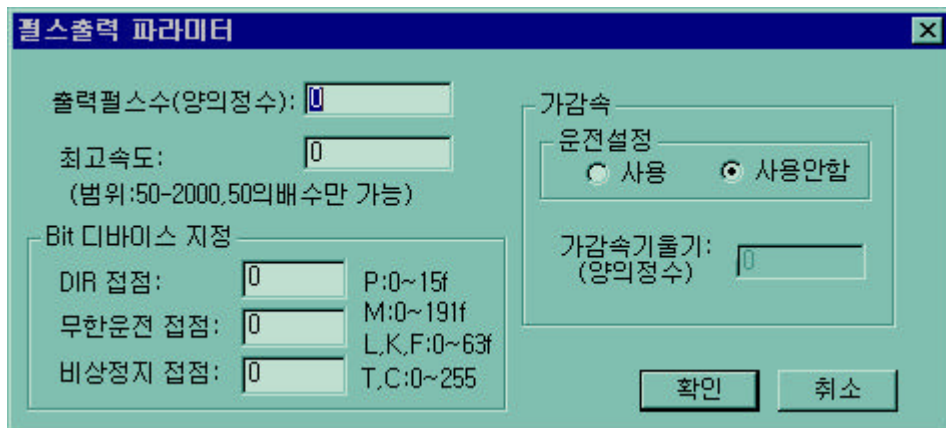 펄스출력 파라미터
출력펄스수(양의정수): 0
최고속도: 0
(범위:50-2000,50의배수만 가능)
Bit 디바이스 지정
DIR 접점: 0
무한운전 접점: 0
비상정지 접점: 0
P:0~15f
M:0~191f
L,K,F:0~63f
T,C:0~255
가감속
운전설정
사용 사용안함
가감속기울기: 0
(양의정수)
확인 취소